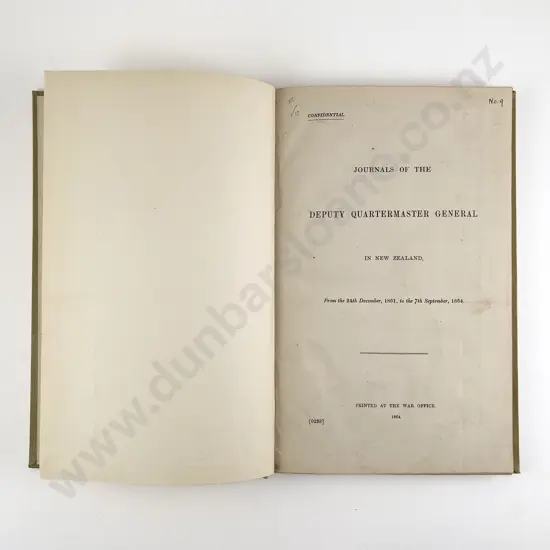 No. 9
CONFIDENTIAL.
JOURNALS OF THE
DEPUTY QUARTERMASTER GENERAL
IN NEW ZEALAND,
From the 24th December, 1861, to the 7th September, 1864.
PRINTED AT THE WAR OFFICE.
1864.
www.dunbarsloane.co.nz